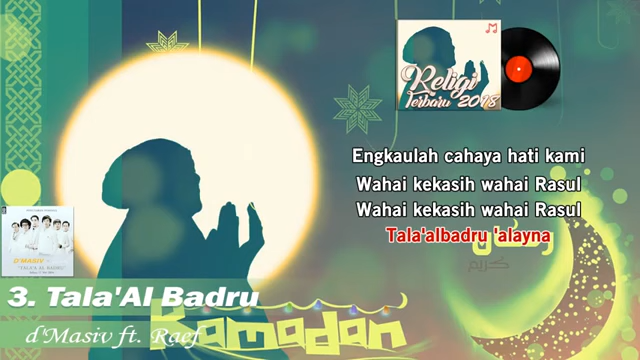 Religi
Terbaru 2018
Engkaulah cahaya hati kami
Wahai kekasih wahai Rasul
Wahai kekasih wahai Rasul
Tala'albadru 'alayna
كريم
D'MASIV
"TALA'A AL BADRU"
3. Tala'Al Badru
d'Masiv ft. Raef
Ramadan